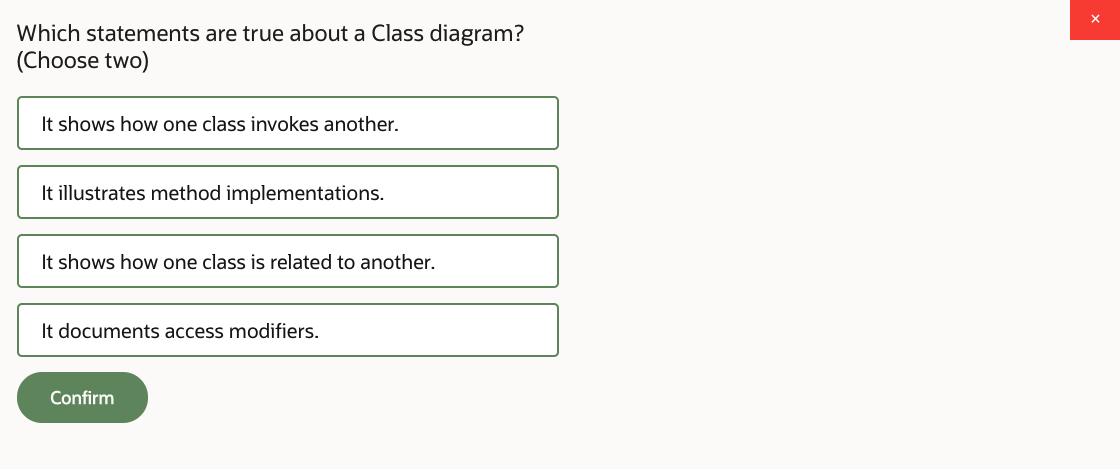 Which statements are true about a Class diagram?
(Choose two)
×
It shows how one class invokes another.
It illustrates method implementations.
It shows how one class is related to another.
It documents access modifiers.
Confirm